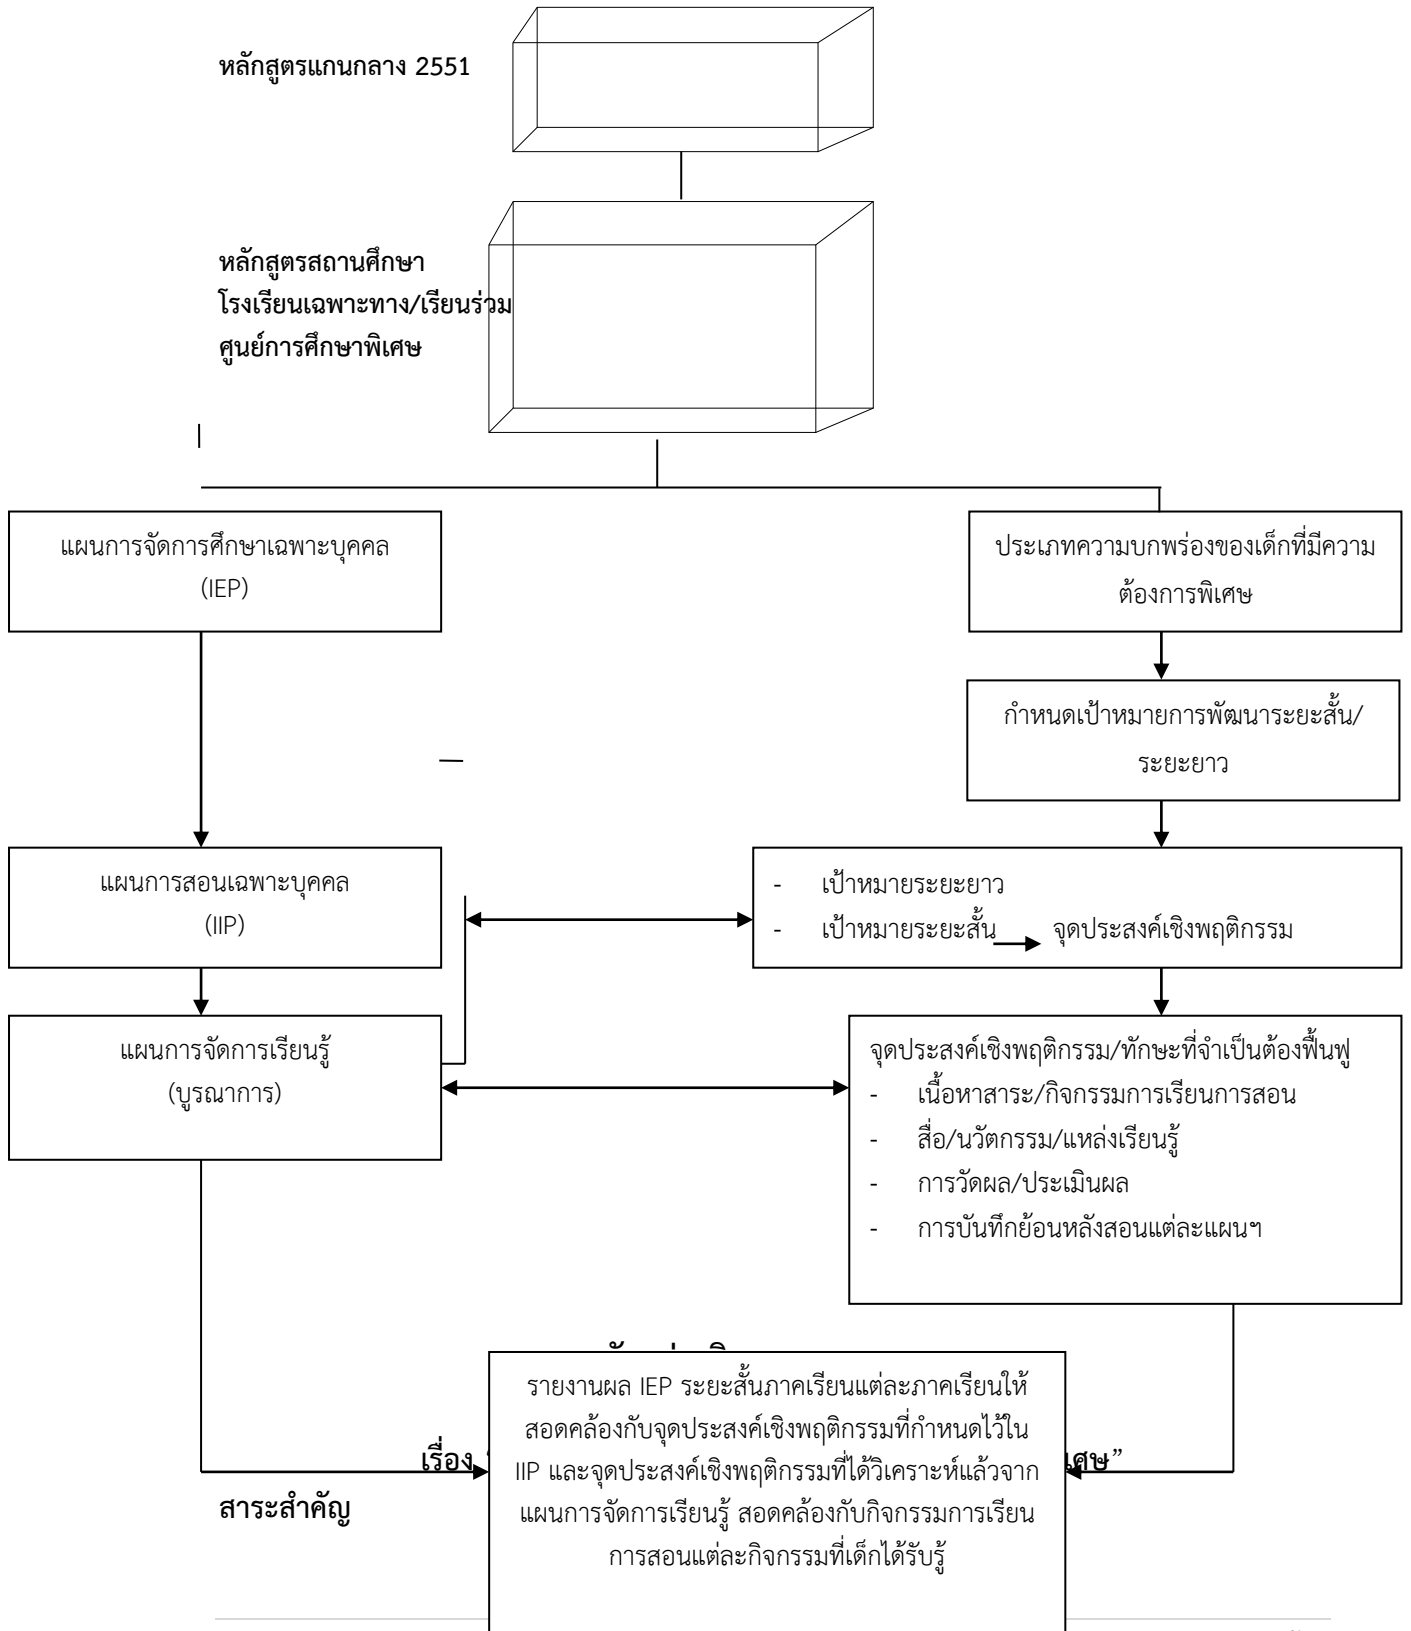 หลักสูตรแกนกลาง 2551
หลักสูตรสถานศึกษา
โรงเรียนเฉพาะทาง/เรียนร่วม
ศูนย์การศึกษาพิเศษ
แผนการจัดการศึกษาเฉพาะบุคคล
(IEP)
ประเภทความบกพร่องของเด็กที่มีความ
ต้องการพิเศษ
กำหนดเป้าหมายการพัฒนาระยะสั้น/
ระยะยาว
แผนการสอนเฉพาะบุคคล
(IIP)
- เป้าหมายระยะยาว
- เป้าหมายระยะสั้น จุดประสงค์เชิงพฤติกรรม
แผนการจัดการเรียนรู้
(บูรณาการ)
จุดประสงค์เชิงพฤติกรรม/ทักษะที่จำเป็นต้องฟื้นฟู
- เนื้อหาสาระ/กิจกรรมการเรียนการสอน
- สื่อ/นวัตกรรม/แหล่งเรียนรู้
- การวัดผล/ประเมินผล
- การบันทึกย้อนหลังสอนแต่ละแผนฯ
รายงานผล IEP ระยะสั้นภาคเรียนแต่ละภาคเรียนให้
สอดคล้องกับจุดประสงค์เชิงพฤติกรรมที่กำหนดไว้ใน
IIP และจุดประสงค์เชิงพฤติกรรมที่ได้วิเคราะห์แล้วจาก
แผนการจัดการเรียนรู้ สอดคล้องกับกิจกรรมการเรียน
การสอนแต่ละกิจกรรมที่เด็กได้รับรู้
เรื่อง
สาระสำคัญ